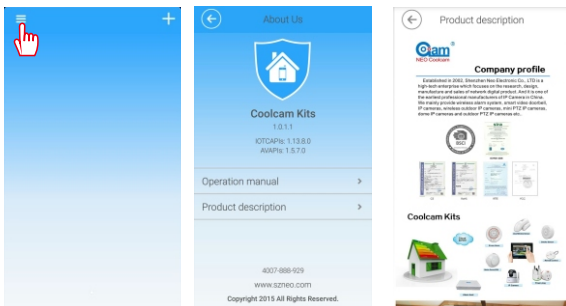 About Us
Coolcam Kits
1.0.1.1
IOTCAPIs: 1.13.8.0
AVAPIs: 1.5.7.0
Operation manual
Product description
4007-888-929
www.szneo.com
Copyright 2015 All Rights Reserved.
Product description
NEO Coolcam
Company profile
Established in 2002, Shenzhen Neo Electronic Co., LTD is a
high-tech enterprise which focuses on the research, design,
manufacture and sales of network digital product. And it is one of
the earliest professional manufacturers of IP Camera in China.
We mainly provide wireless alarm system, smart video doorbell,
IP cameras, wireless outdoor IP cameras, mini PTZ IP cameras,
dome IP cameras and outdoor PTZ IP cameras etc.
BSCI
Coolcam Kits